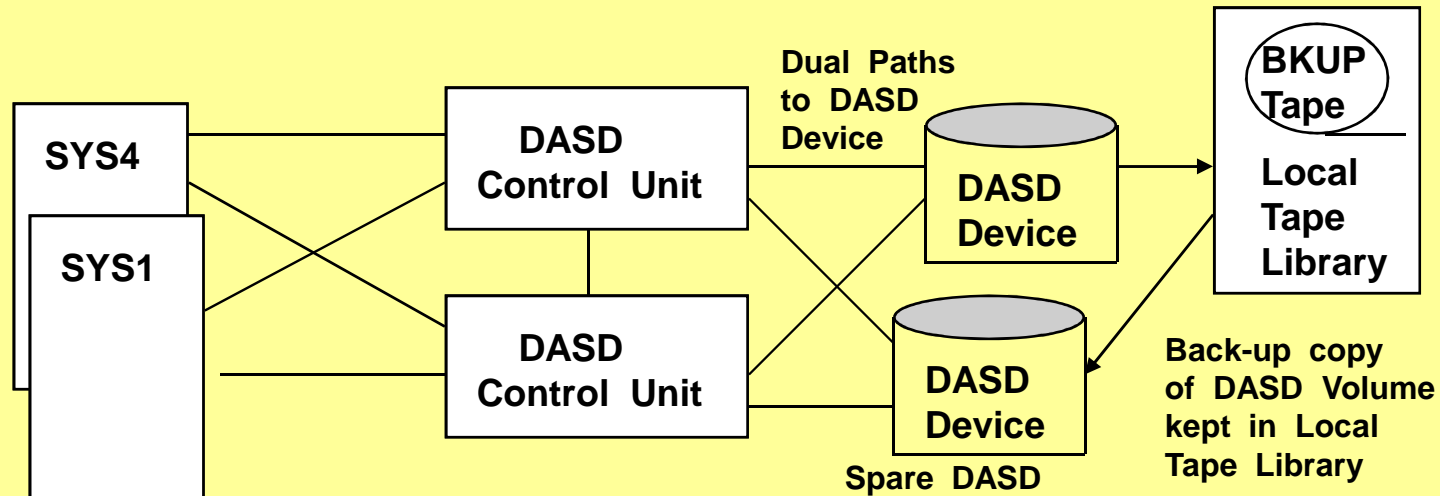 SYS4
SYS1
DASD
Control Unit
DASD
Control Unit
Dual Paths
to DASD
Device
DASD
Device
DASD
Device
Spare DASD
BKUP
Tape
Local
Tape
Library
Back-up copy
of DASD Volume
kept in Local
Tape Library